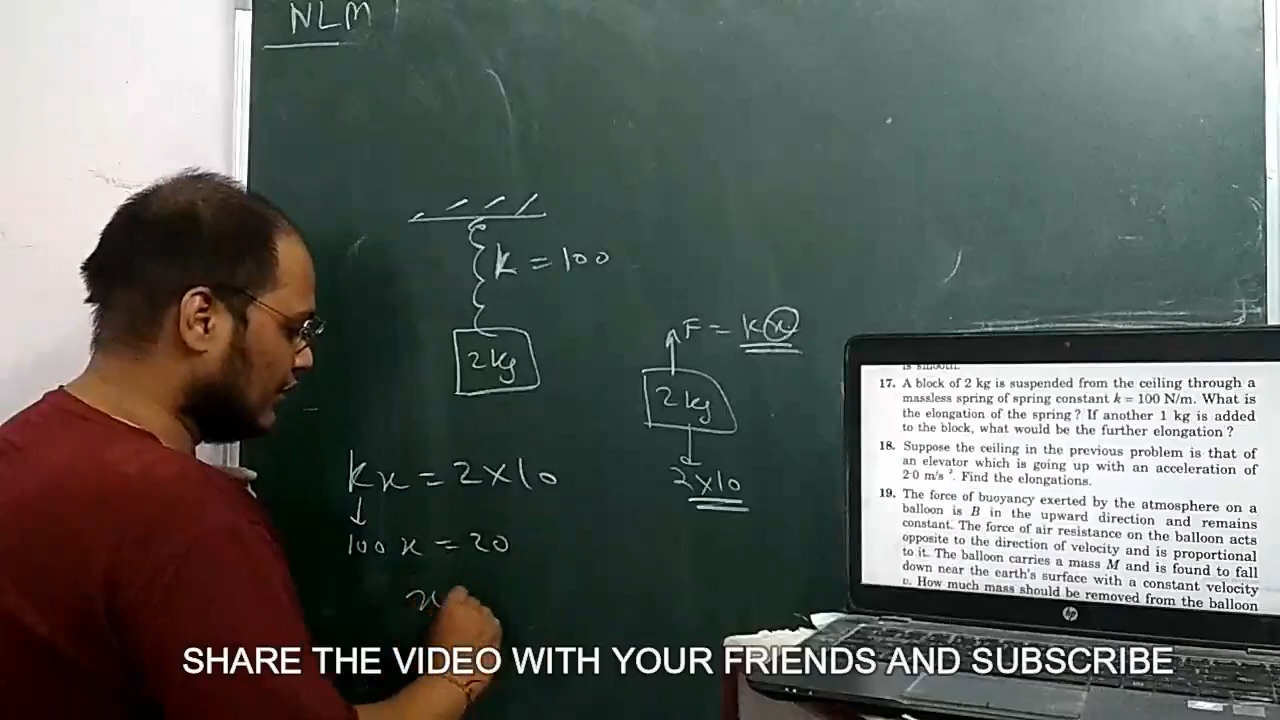 NLM
k = 100
2kg
F = kx
2kg
2x10
kx = 2x10
100 x = 20
x
17. A block of 2 kg is suspended from the ceiling through a
massless spring of spring constant k = 100 N/m. What is
the elongation of the spring ? If another 1 kg is added
to the block, what would be the further elongation ?
18. Suppose the ceiling in the previous problem is that of
an elevator which is going up with an acceleration of
2·0 m/s². Find the elongations.
19. The force of buoyancy exerted by the atmosphere on a
balloon is B in the upward direction and remains
constant. The force of air resistance on the balloon acts
opposite to the direction of velocity and is proportional
to it. The balloon carries a mass M and is found to fall
down near the earth's surface with a constant velocity
v. How much mass should be removed from the balloon
hp
SHARE THE VIDEO WITH YOUR FRIENDS AND SUBSCRIBE